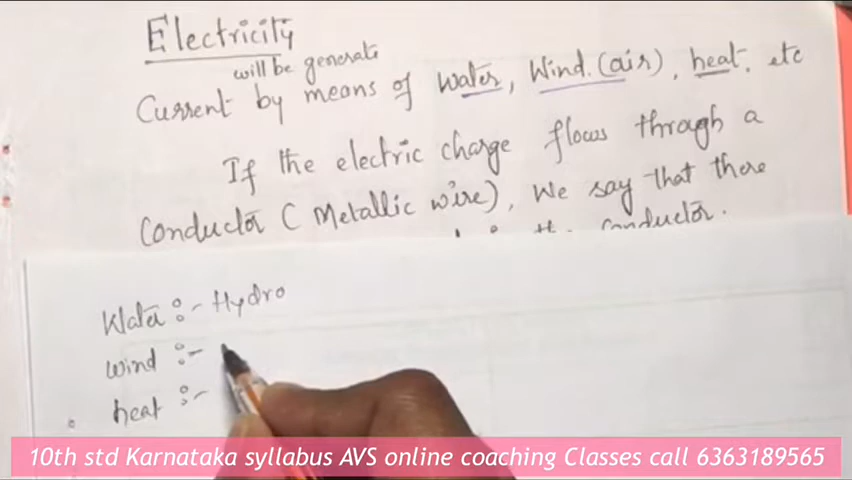 Electricity
will be generate
Current by means of water, Wind.(air), heat. etc
If the electric charge flows through a
Conductor ( Metallic wire), We say that there
the conductor.
Water :- Hydro
wind :-
heat :-
10th std Karnataka syllabus AVS online coaching Classes call 6363189565